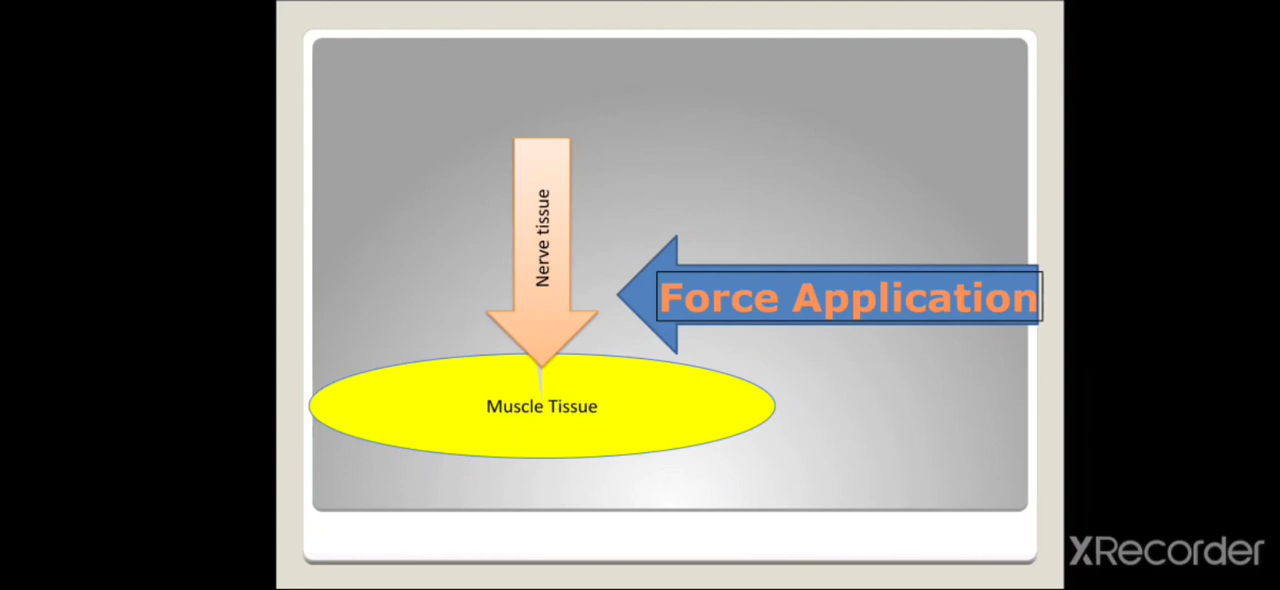 Nerve tissue
Force Application
Muscle Tissue
XRecorder